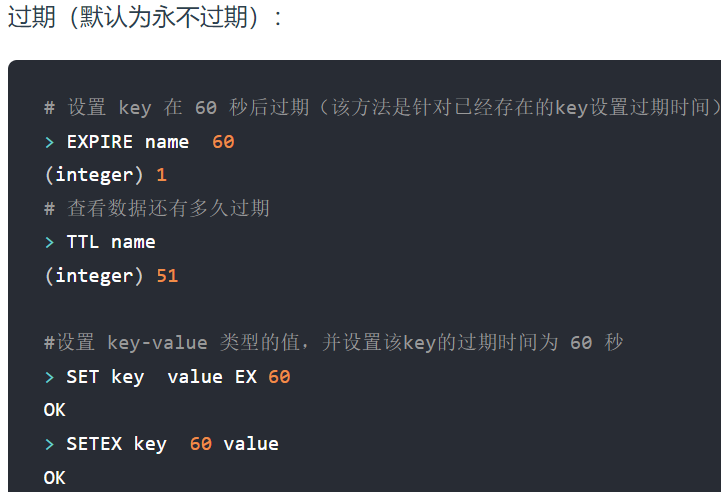 过期（默认为永不过期）：
# 设置 key 在 60 秒后过期（该方法是针对已经存在的key设置过期时间）
> EXPIRE name  60
(integer) 1
# 查看数据还有多久过期
> TTL name
(integer) 51
#设置 key-value 类型的值，并设置该key的过期时间为 60 秒
> SET key  value EX 60
OK
> SETEX key  60 value
OK